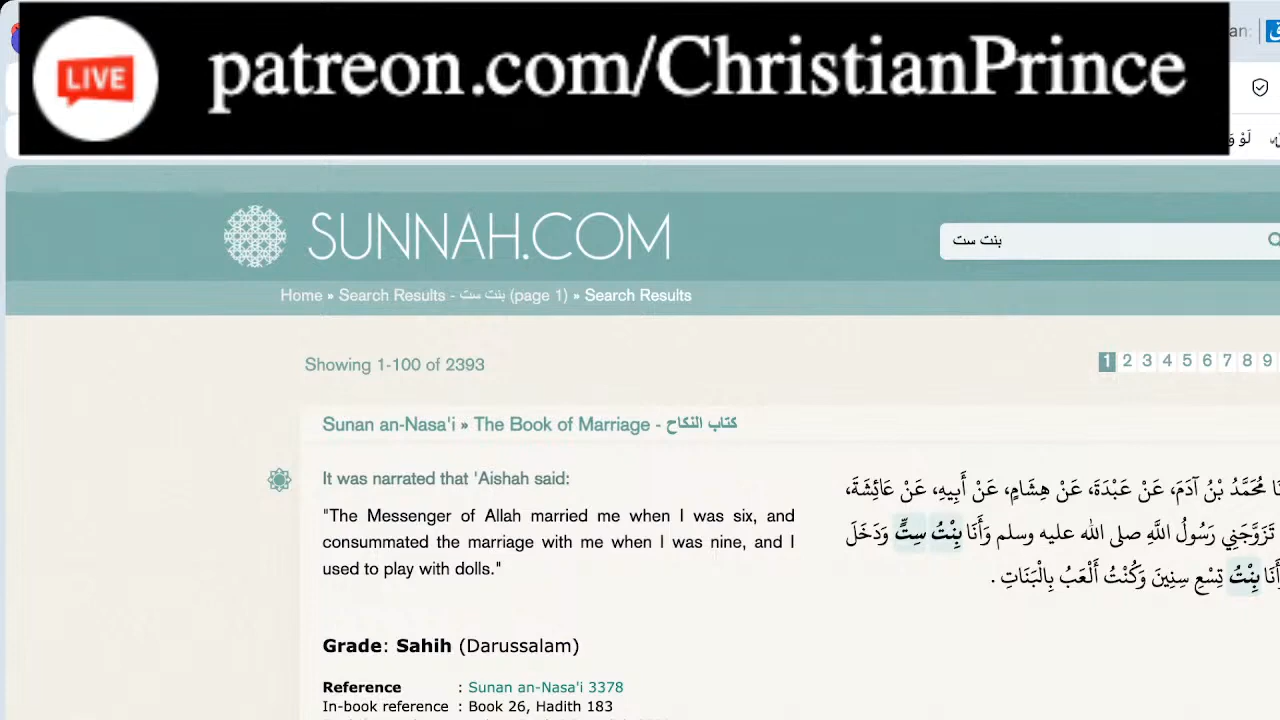 LIVE
patreon.com/ChristianPrince
an:
لَوْ
SUNNAH.COM
بنت ست
Home » Search Results - بنت ست (page 1) » Search Results
Showing 1-100 of 2393
1 2 3 4 5 6 7 8 9
Sunan an-Nasa'i » The Book of Marriage - كتاب النكاح
It was narrated that 'Aishah said:
"The Messenger of Allah married me when I was six, and
consummated the marriage with me when I was nine, and I
used to play with dolls."
مُحَمَّدُ بْنُ آدَمَ، عَنْ عَبْدَةَ، عَنْ هِشَامٍ، عَنْ أَبِيهِ، عَنْ عَائِشَةَ،
تَزَوَّجَنِي رَسُولُ اللَّهِ صلى الله عليه وسلم وَأَنَا بِنْتُ سِتٍّ وَدَخَلَ
بِنْتُ تِسْعِ سِنِينَ وَكُنْتُ أَلْعَبُ بِالْبَنَاتِ .
Grade: Sahih (Darussalam)
Reference : Sunan an-Nasa'i 3378
In-book reference : Book 26, Hadith 183